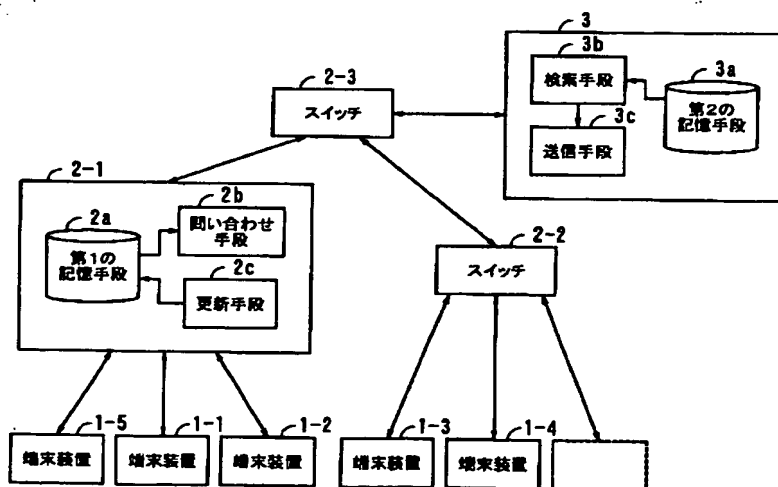 3
3b
検索手段
3a
第2の
記憶手段
3c
送信手段
2-3
スイッチ
2-1
2a
第1の
記憶手段
2b
問い合わせ
手段
2c
更新手段
2-2
スイッチ
1-5
端末装置
1-1
端末装置
1-2
端末装置
1-3
端末装置
1-4
端末装置